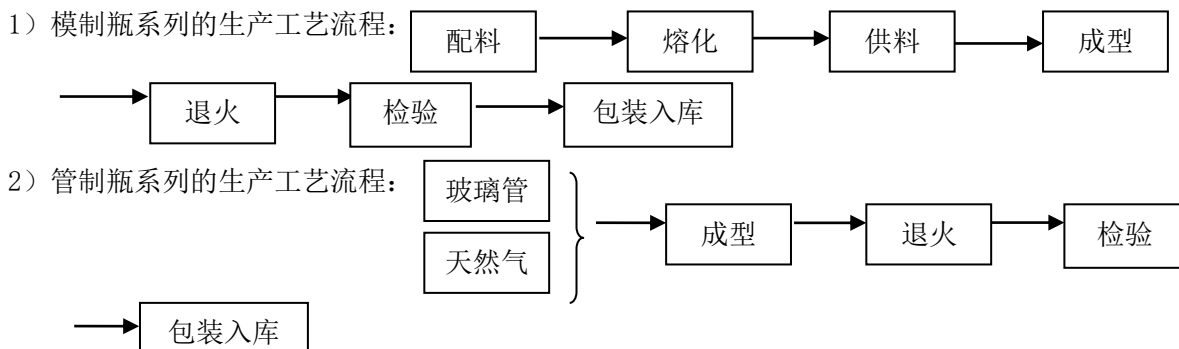 1）模制瓶系列的生产工艺流程： 配料 熔化 供料 成型
退火 检验 包装入库
2）管制瓶系列的生产工艺流程： 玻璃管
成型 退火 检验
天然气
包装入库